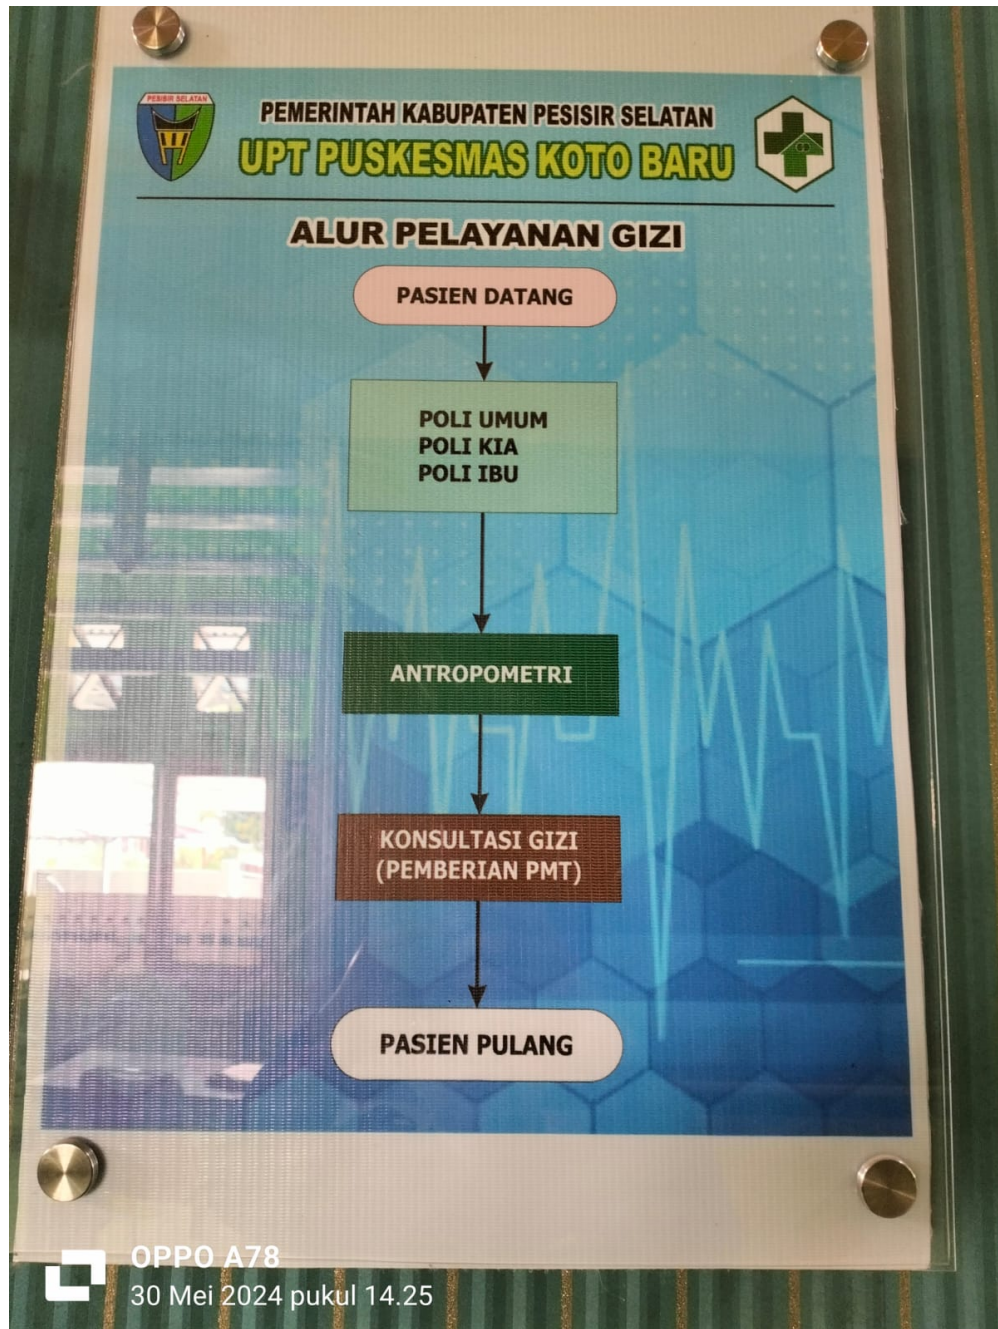 PESISIR SELATAN
PEMERINTAH KABUPATEN PESISIR SELATAN
UPT PUSKESMAS KOTO BARU
ALUR PELAYANAN GIZI
PASIEN DATANG
POLI UMUM
POLI KIA
POLI IBU
ANTROPOMETRI
KONSULTASI GIZI
(PEMBERIAN PMT)
PASIEN PULANG
OPPO A78
30 Mei 2024 pukul 14.25